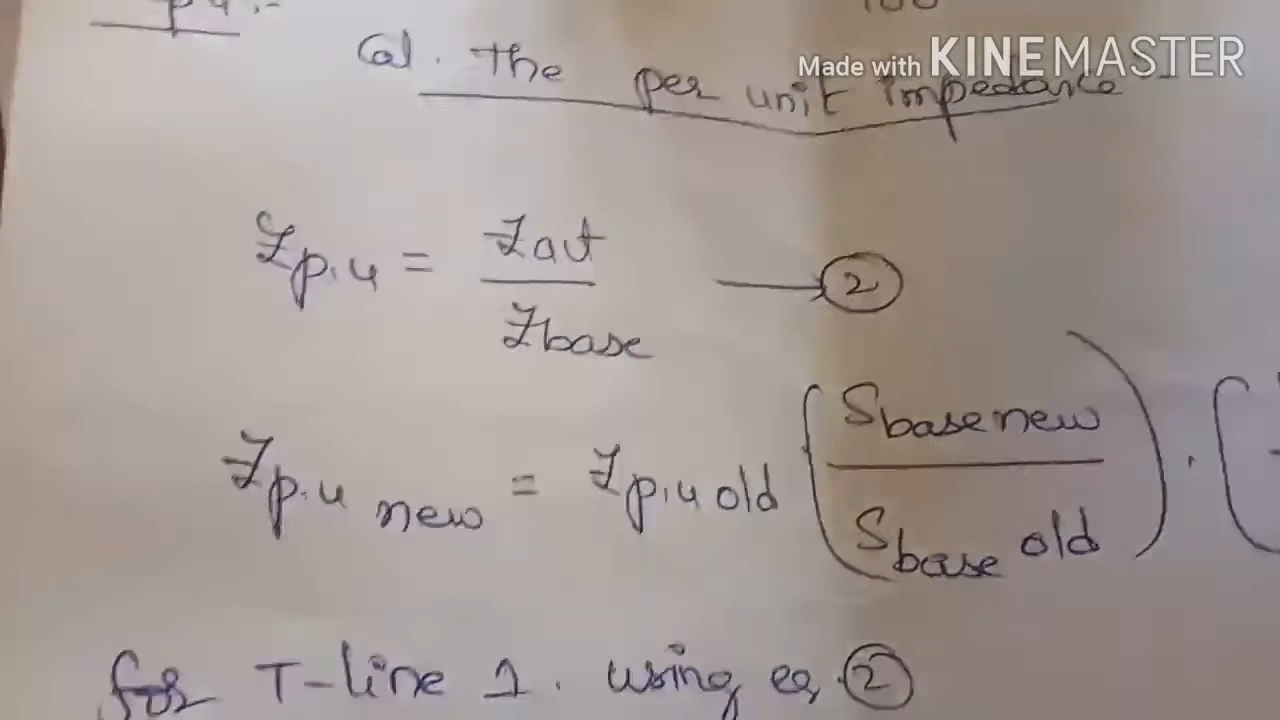 p.u:-
Cal. The per unit impedance
Made with KINEMASTER
Zp.u = Zact / Zbase → ②
Zp.u new = Zp.u old (Sbase new / Sbase old) . (
for T-line 1. using eq ②